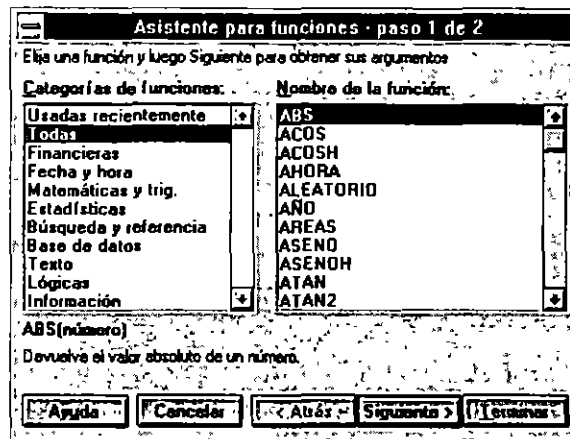 Asistente para funciones - paso 1 de 2
Elija una función y luego Siguiente para obtener sus argumentos
Categorías de funciones:
Usadas recientemente
Todas
Financieras
Fecha y hora
Matemáticas y trig.
Estadísticas
Búsqueda y referencia
Base de datos
Texto
Lógicas
Información
Nombre de la función:
ABS
ACOS
ACOSH
AHORA
ALEATORIO
AÑO
AREAS
ASENO
ASENOH
ATAN
ATAN2
ABS(número)
Devuelve el valor absoluto de un número.
Ayuda Cancelar < Atrás Siguiente > Terminar